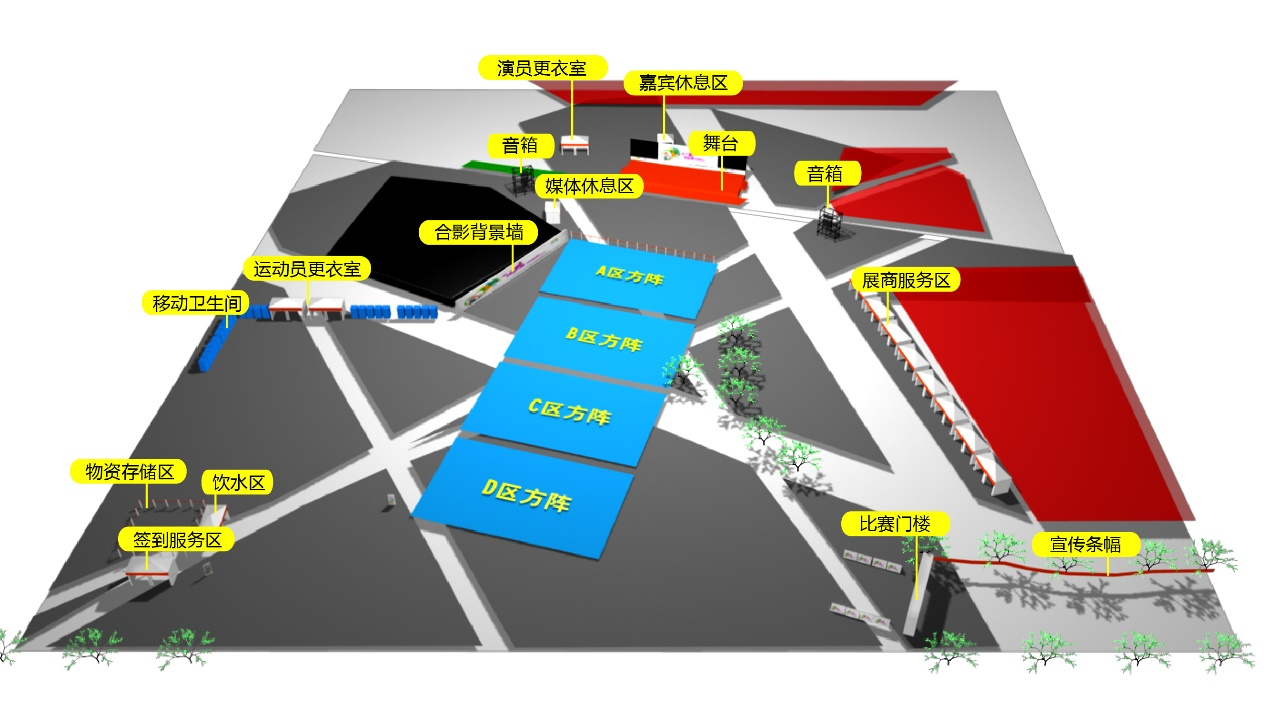 演员更衣室
嘉宾休息区
音箱
舞台
音箱
媒体休息区
合影背景墙
运动员更衣室
A区方阵
展商服务区
移动卫生间
B区方阵
C区方阵
物资存储区
饮水区
D区方阵
签到服务区
比赛门楼
宣传条幅